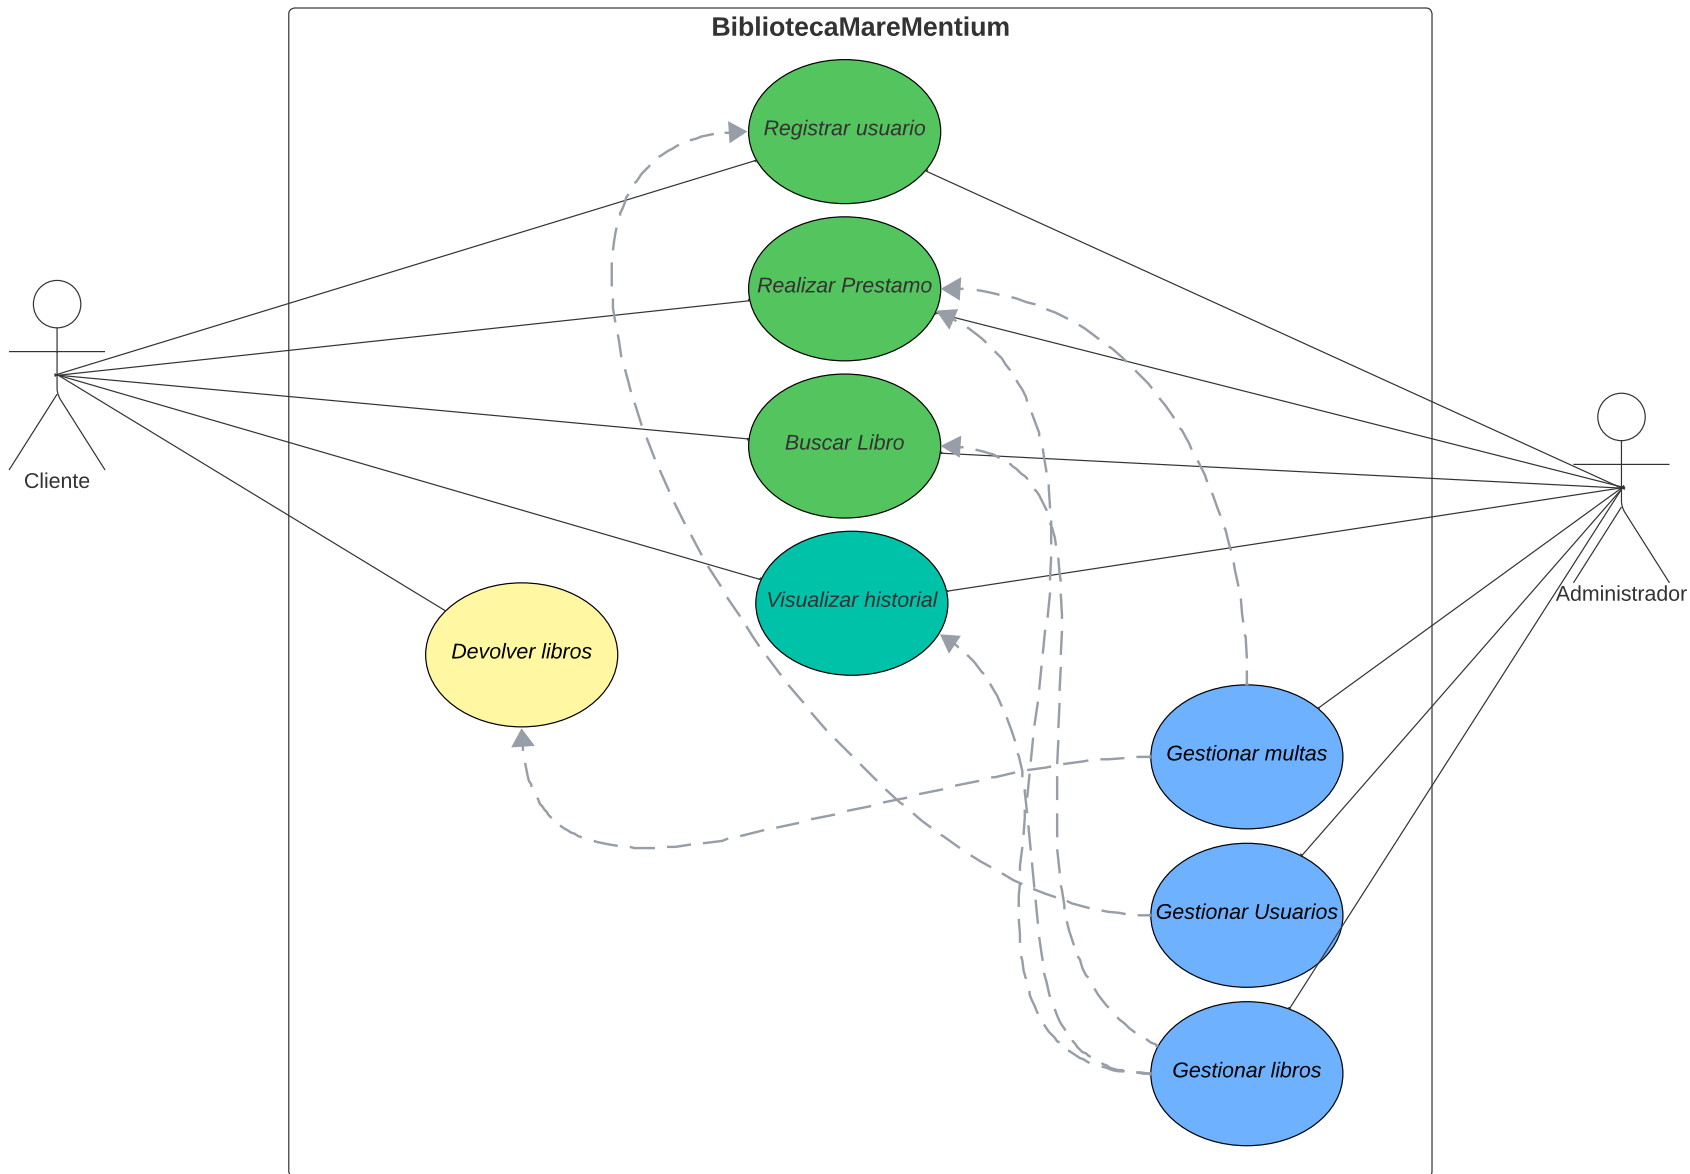 BibliotecaMareMentium
Registrar usuario
Realizar Prestamo
Buscar Libro
Cliente
Visualizar historial
Administrador
Devolver libros
Gestionar multas
Gestionar Usuarios
Gestionar libros